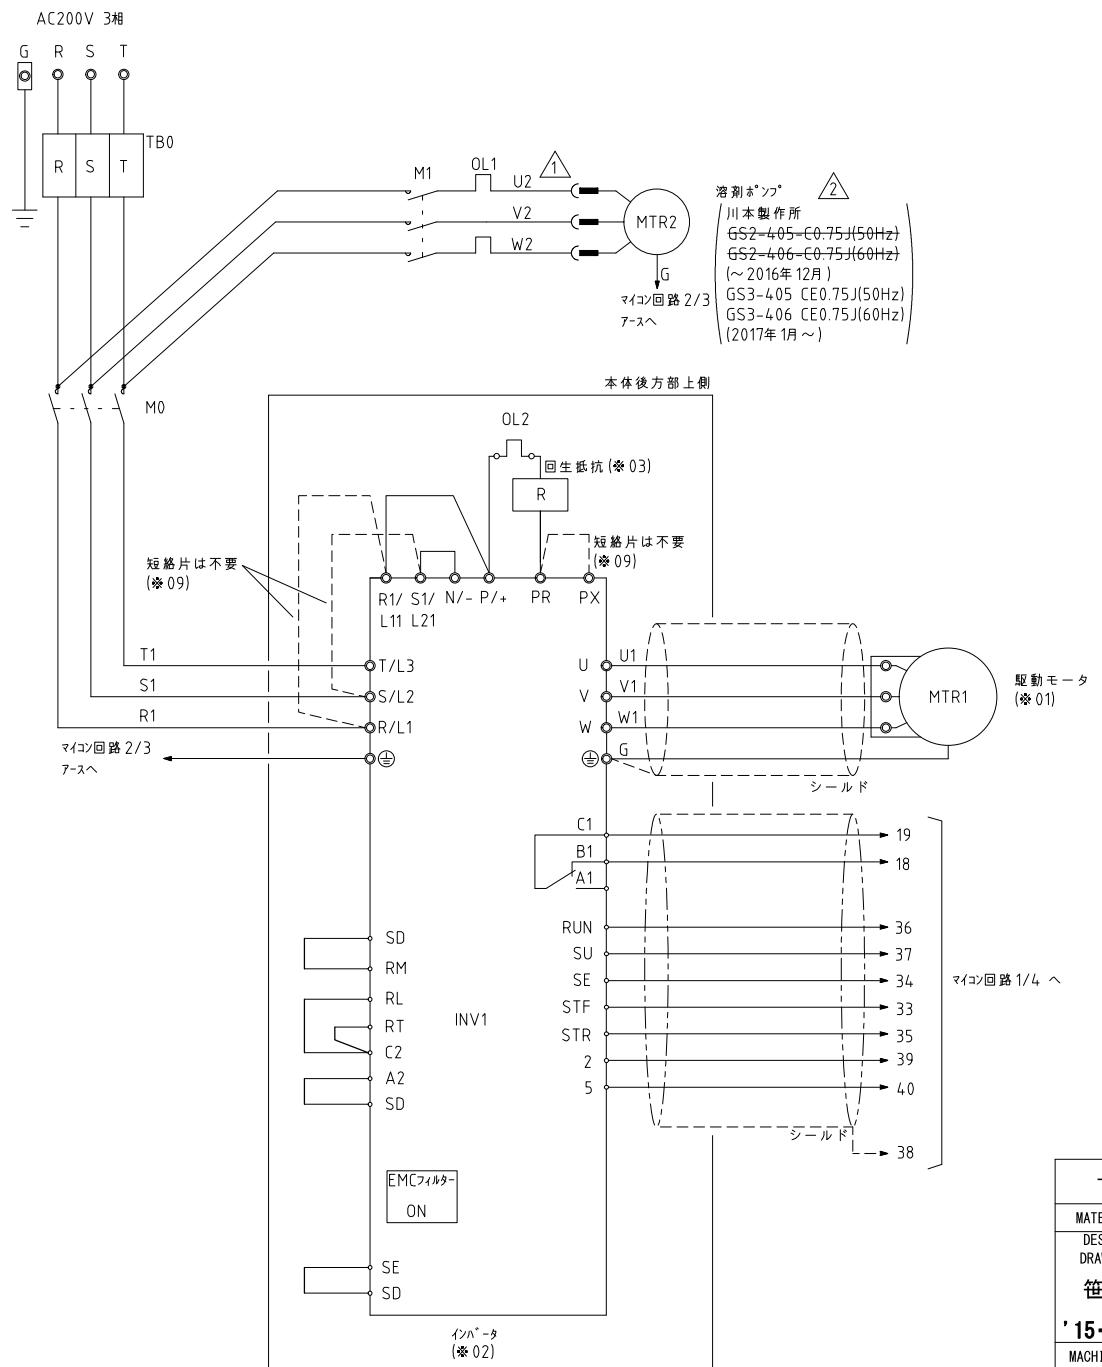 AC200V 3相
G R S T
R S T TB0
M1 OL1 U2 1
V2
W2
MTR2
G
マイコン回路 2/3
アースへ
溶剤ポンプ 2
川本製作所
GS2-405-C0.75J(50Hz)
GS2-406-C0.75J(60Hz)
(～2016年12月)
GS3-405 CE0.75J(50Hz)
GS3-406 CE0.75J(60Hz)
(2017年1月～)
M0
本体後方部上側
OL2
回生抵抗(※03)
R
短絡片は不要
(※09)
短絡片は不要
(※09)
R1/ S1/ N/- P/+ PR PX
L11 L21
T1 T/L3
S1 S/L2
R1 R/L1
マイコン回路 2/3
アースへ
U U1
V V1
W W1
G
シールド
MTR1
駆動モータ
(※01)
C1 19
B1 18
A1
RUN 36
SU 37
SE 34
STF 33
STR 35
2 39
5 40
シールド 38
マイコン回路 1/4 へ
SD
RM
RL
RT
C2
A2
SD
INV1
EMCフィルター
ON
SE
SD
インバータ
(※02)
MATE
DES
DRA
笹
'15-
MACHI